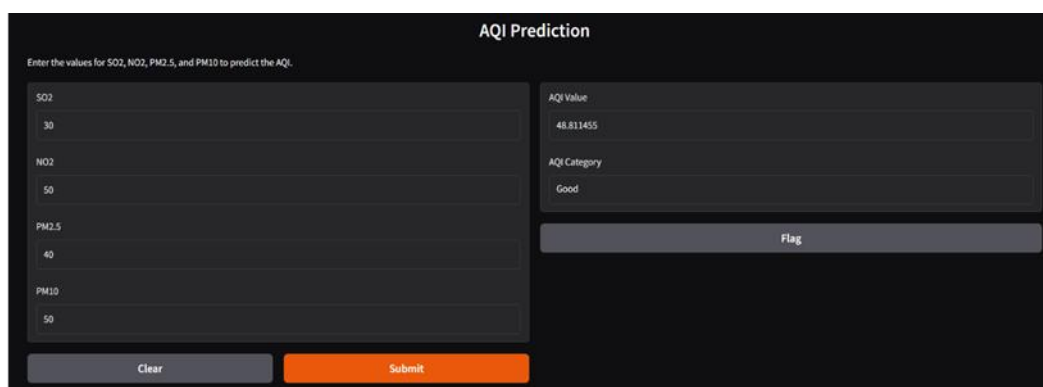 AQI Prediction
Enter the values for SO2, NO2, PM2.5, and PM10 to predict the AQI.
SO2
30
NO2
50
PM2.5
40
PM10
50
Clear
Submit
AQI Value
48.811455
AQI Category
Good
Flag